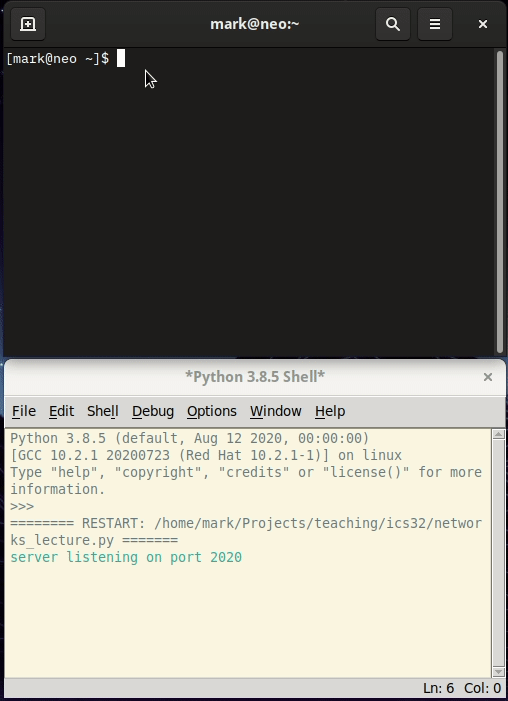 mark@neo:~
[mark@neo ~]$
*Python 3.8.5 Shell*
File Edit Shell Debug Options Window Help
Python 3.8.5 (default, Aug 12 2020, 00:00:00)
[GCC 10.2.1 20200723 (Red Hat 10.2.1-1)] on linux
Type "help", "copyright", "credits" or "license()" for more
information.
>>>
======== RESTART: /home/mark/Projects/teaching/ics32/networ
ks_lecture.py =======
server listening on port 2020
Ln: 6 Col: 0